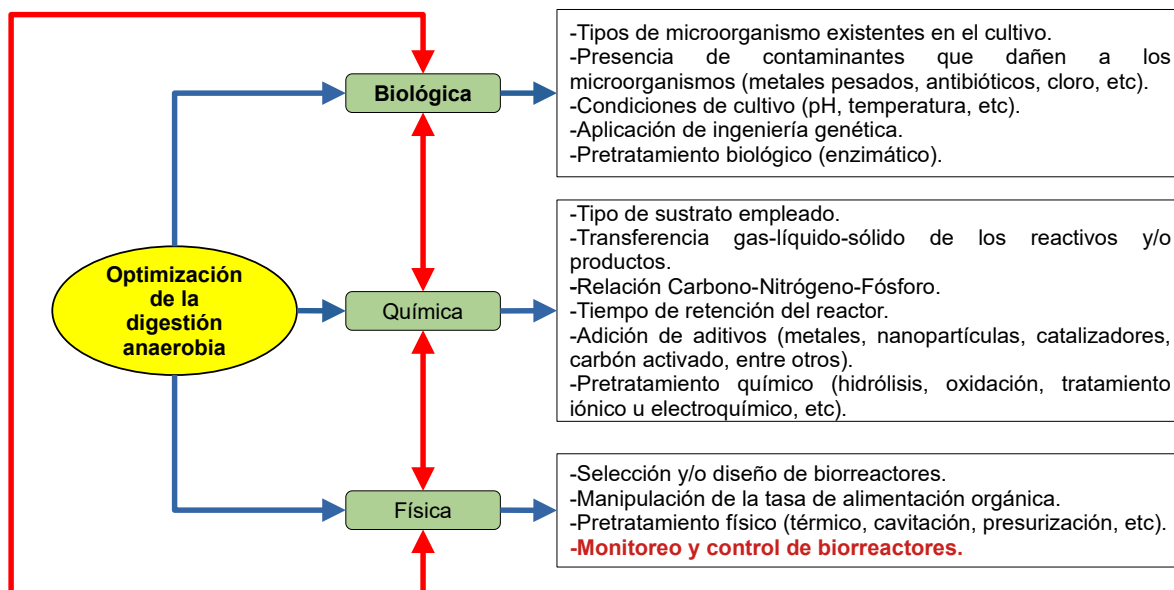 Optimización
de la
digestión
anaerobia
Biológica
-Tipos de microorganismo existentes en el cultivo.
-Presencia de contaminantes que dañen a los
microorganismos (metales pesados, antibióticos, cloro, etc).
-Condiciones de cultivo (pH, temperatura, etc).
-Aplicación de ingeniería genética.
-Pretratamiento biológico (enzimático).
Química
-Tipo de sustrato empleado.
-Transferencia gas-líquido-sólido de los reactivos y/o
productos.
-Relación Carbono-Nitrógeno-Fósforo.
-Tiempo de retención del reactor.
-Adición de aditivos (metales, nanopartículas, catalizadores,
carbón activado, entre otros).
-Pretratamiento químico (hidrólisis, oxidación, tratamiento
iónico u electroquímico, etc).
Física
-Selección y/o diseño de biorreactores.
-Manipulación de la tasa de alimentación orgánica.
-Pretratamiento físico (térmico, cavitación, presurización, etc).
-Monitoreo y control de biorreactores.